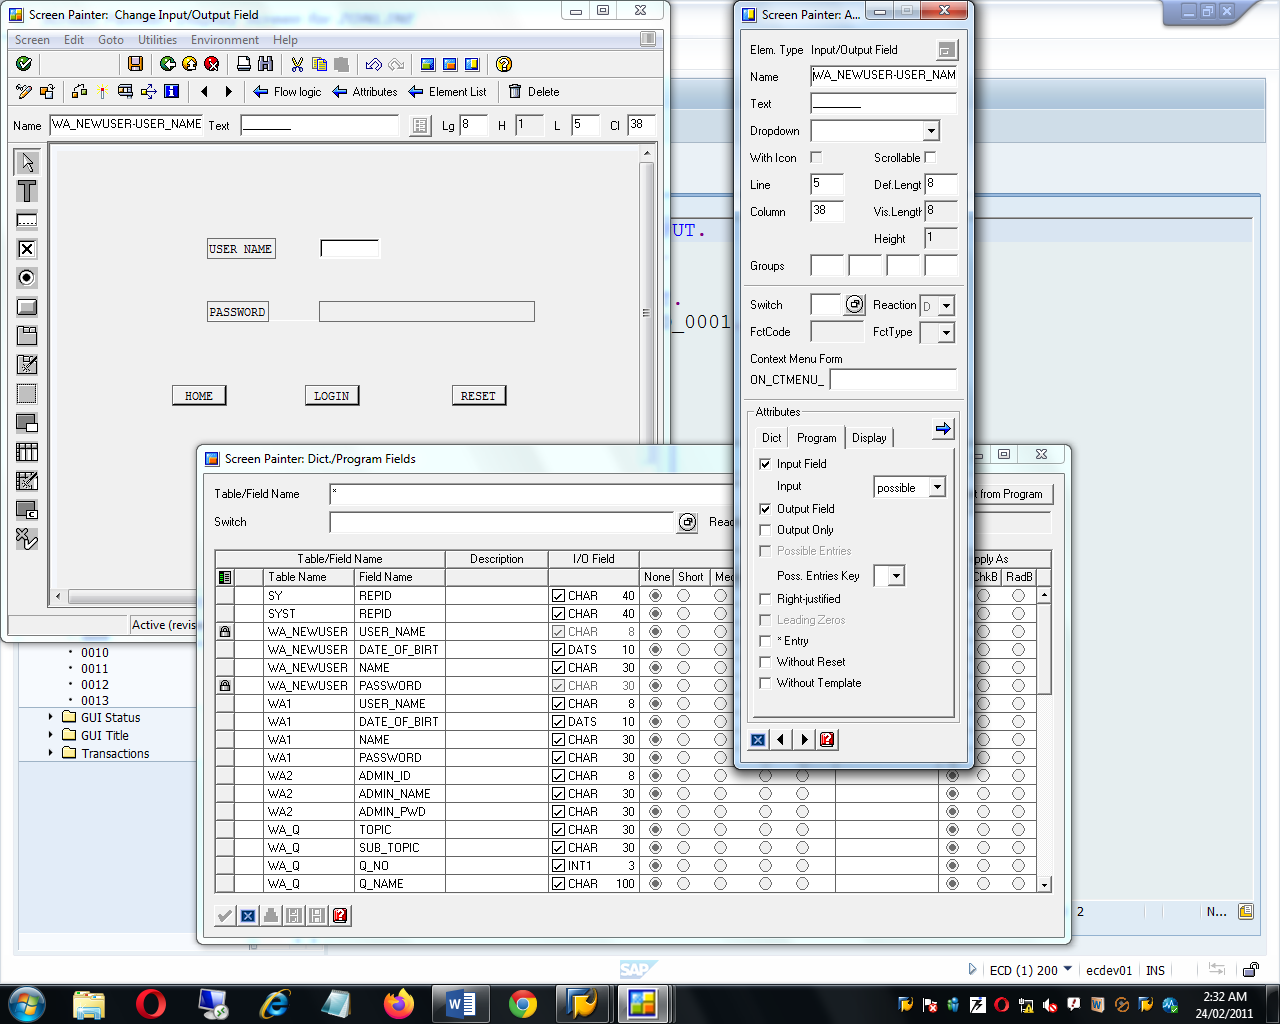 Screen Painter:  Change Input/Output Field
Screen Edit Goto Utilities Environment Help
Flow logic Attributes Element List Delete
Name WA_NEWUSER-USER_NAME Text ________ Lg 8 H 1 L 5 Cl 38
USER NAME
PASSWORD
HOME LOGIN RESET
Active (revis
UT.
.
_0001
0010
0011
0012
0013
GUI Status
GUI Title
Transactions
Screen Painter: Dict./Program Fields
Table/Field Name *
from Program
Switch
Table/Field Name Description I/O Field
Table Name Field Name None Short ChkB RadB
SY REPID CHAR 40
SYST REPID CHAR 40
WA_NEWUSER USER_NAME CHAR 8
WA_NEWUSER DATE_OF_BIRT DATS 10
WA_NEWUSER NAME CHAR 30
WA_NEWUSER PASSWORD CHAR 30
WA1 USER_NAME CHAR 8
WA1 DATE_OF_BIRT DATS 10
WA1 NAME CHAR 30
WA1 PASSWORD CHAR 30
WA2 ADMIN_ID CHAR 8
WA2 ADMIN_NAME CHAR 30
WA2 ADMIN_PWD CHAR 30
WA_Q TOPIC CHAR 30
WA_Q SUB_TOPIC CHAR 30
WA_Q Q_NO INT1 3
WA_Q Q_NAME CHAR 100
Screen Painter: A...
Elem. Type Input/Output Field
Name WA_NEWUSER-USER_NAM
Text ________
Dropdown
With Icon Scrollable
Line 5 Def.Lengt 8
Column 38 Vis.Lengt 8
Height 1
Groups
Switch Reaction D
FctCode FctType
Context Menu Form
ON_CTMENU_
Attributes
Dict Program Display
Input Field
Input possible
Output Field
Output Only
Possible Entries
Poss. Entries Key
Right-justified
Leading Zeros
* Entry
Without Reset
Without Template
2 N...
SAP
ECD (1) 200 ecdev01 INS
2:32 AM
24/02/2011